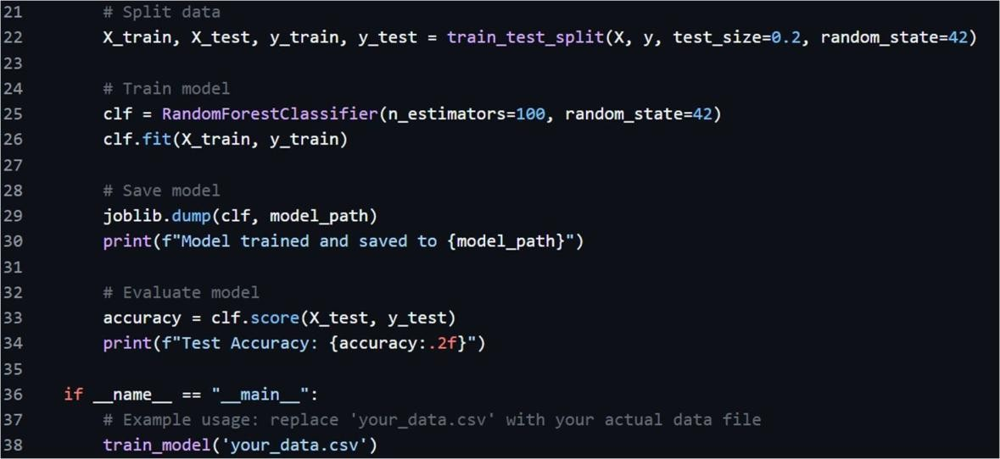 21 # Split data
22 X_train, X_test, y_train, y_test = train_test_split(X, y, test_size=0.2, random_state=42)
23
24 # Train model
25 clf = RandomForestClassifier(n_estimators=100, random_state=42)
26 clf.fit(X_train, y_train)
27
28 # Save model
29 joblib.dump(clf, model_path)
30 print(f"Model trained and saved to {model_path}")
31
32 # Evaluate model
33 accuracy = clf.score(X_test, y_test)
34 print(f"Test Accuracy: {accuracy:.2f}")
35
36 if __name__ == "__main__":
37 # Example usage: replace 'your_data.csv' with your actual data file
38 train_model('your_data.csv')